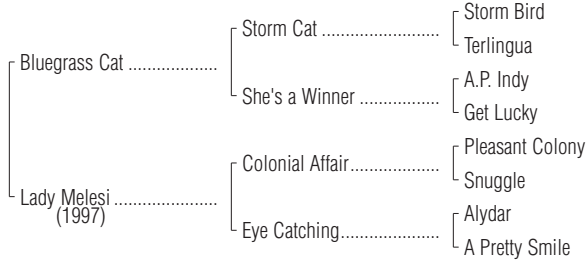 Storm Bird
Storm Cat ........................
Terlingua
Bluegrass Cat ..................
A.P. Indy
She's a Winner ................
Get Lucky
Pleasant Colony
Colonial Affair..................
Snuggle
Lady Melesi .....................
(1997)
Alydar
Eye Catching....................
A Pretty Smile